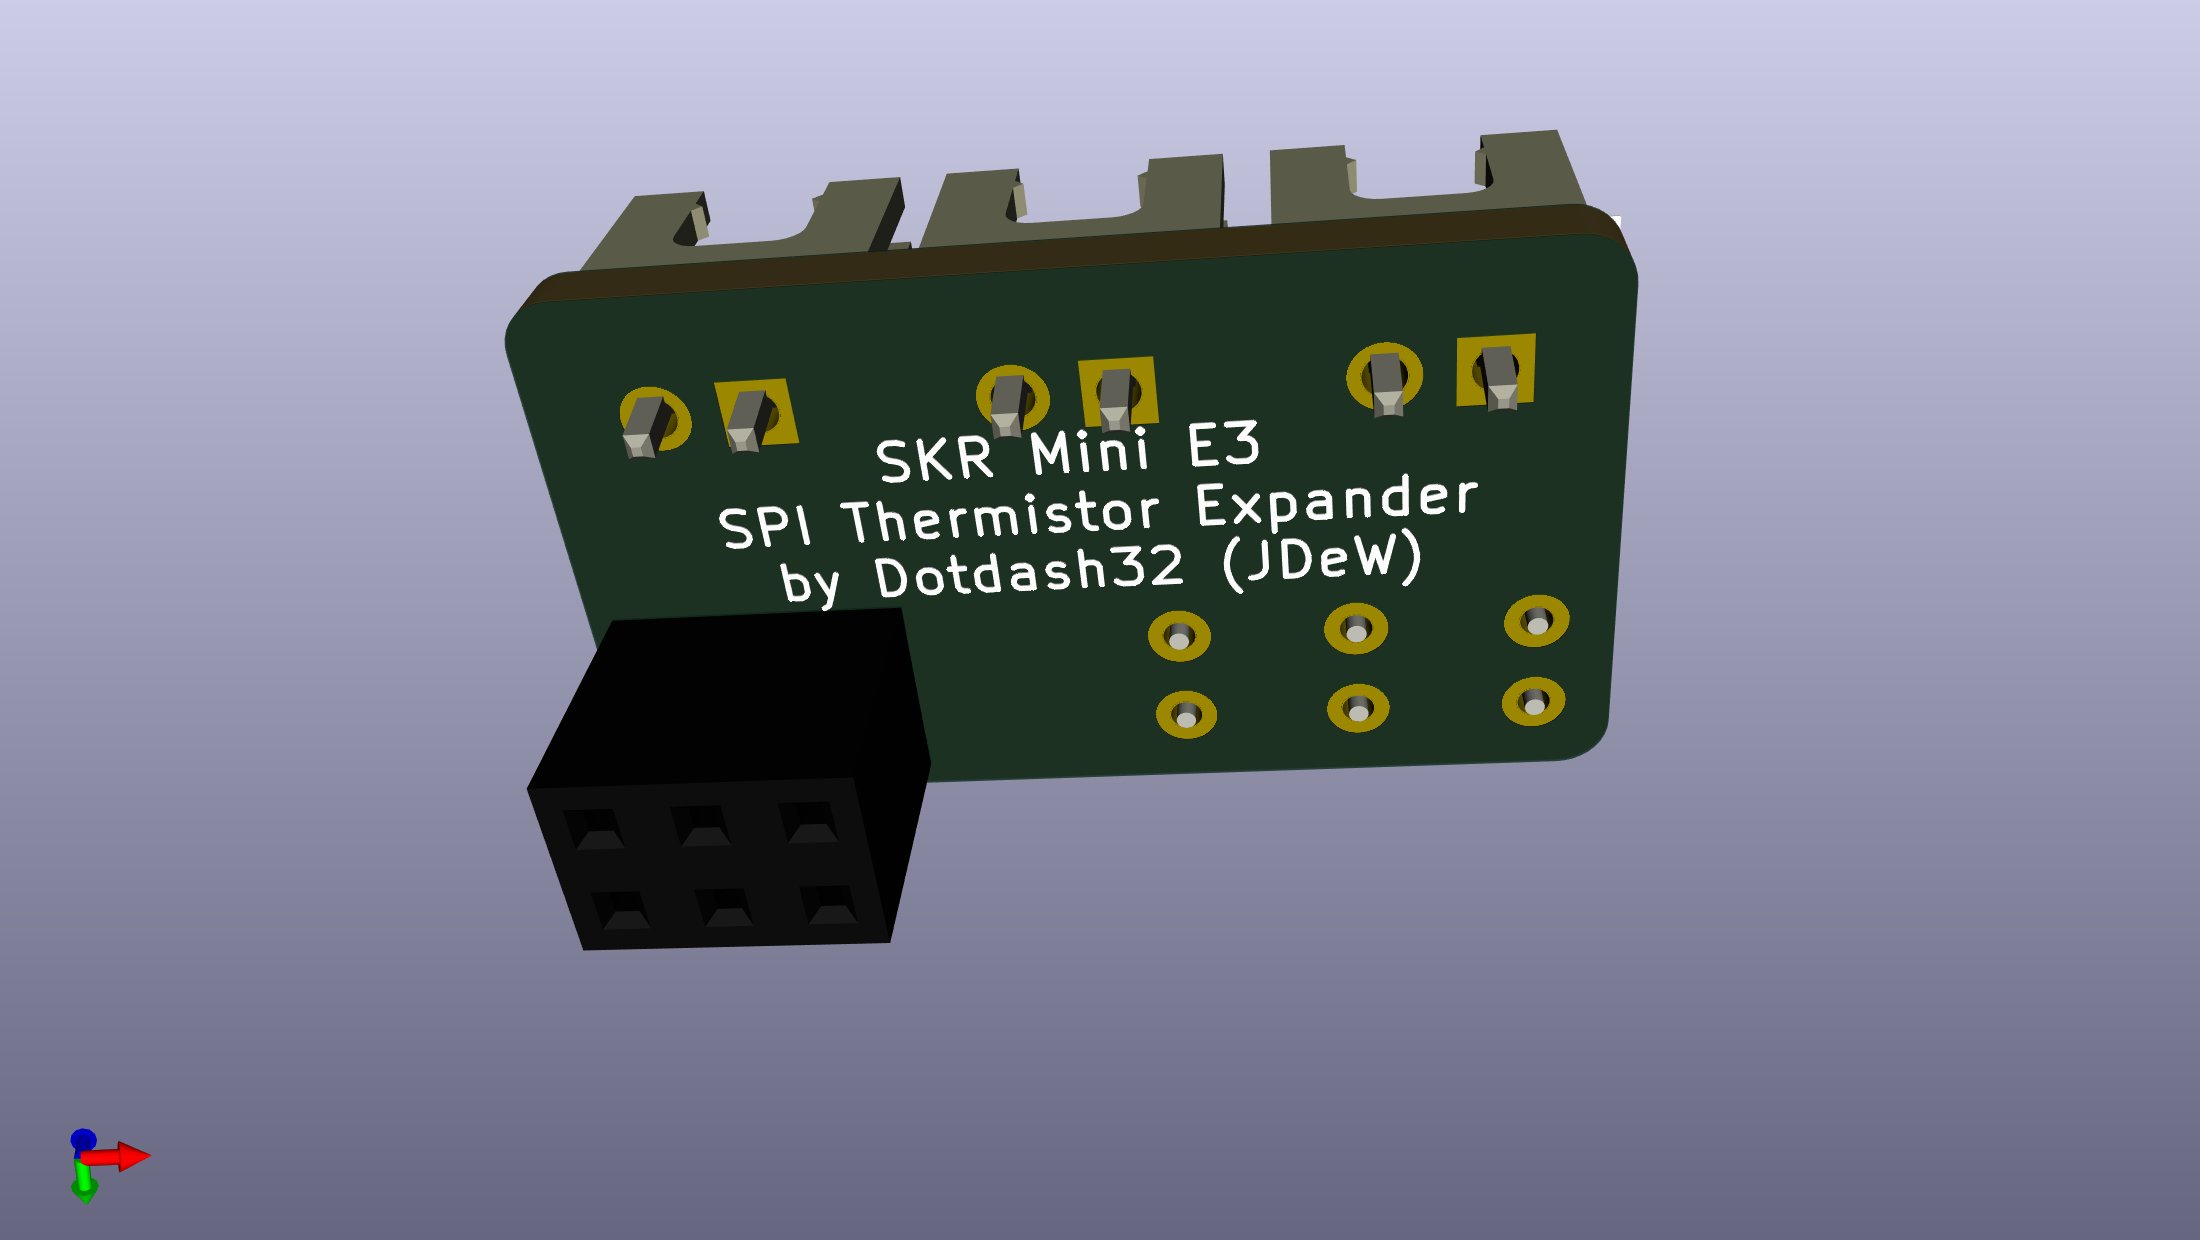 SKR Mini E3
SPI Thermistor Expander
by Dotdash32 (JDeW)